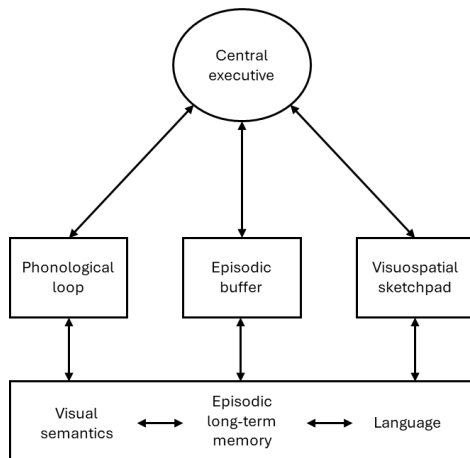 Central
executive
Phonological
loop
Episodic
buffer
Visuospatial
sketchpad
Visual
semantics
Episodic
long-term
memory
Language